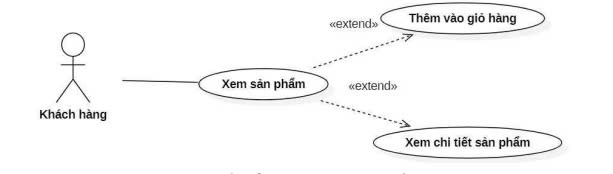 Thêm vào giỏ hàng
«extend»
Xem sản phẩm
«extend»
Khách hàng
Xem chi tiết sản phẩm